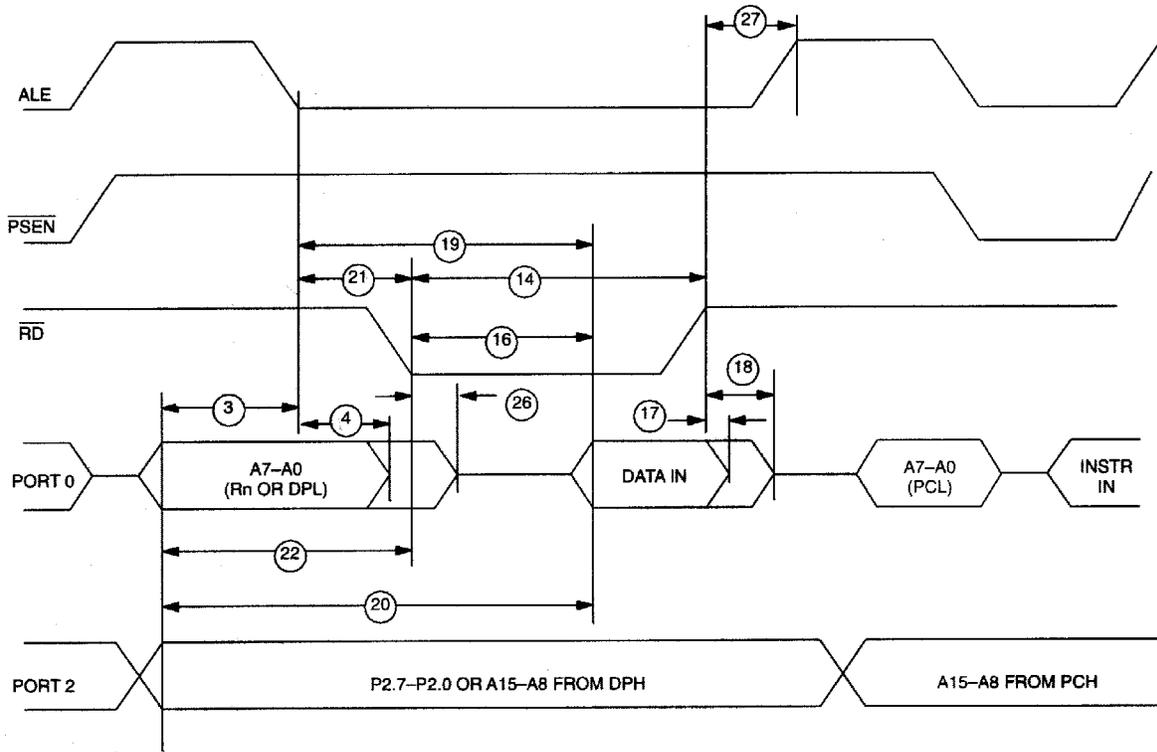 27
ALE
PSEN
19
21
14
RD
16
18
3
4
26
17
PORT 0
A7–A0
(Rn OR DPL)
DATA IN
A7–A0
(PCL)
INSTR
IN
22
20
PORT 2
P2.7–P2.0 OR A15–A8 FROM DPH
A15–A8 FROM PCH